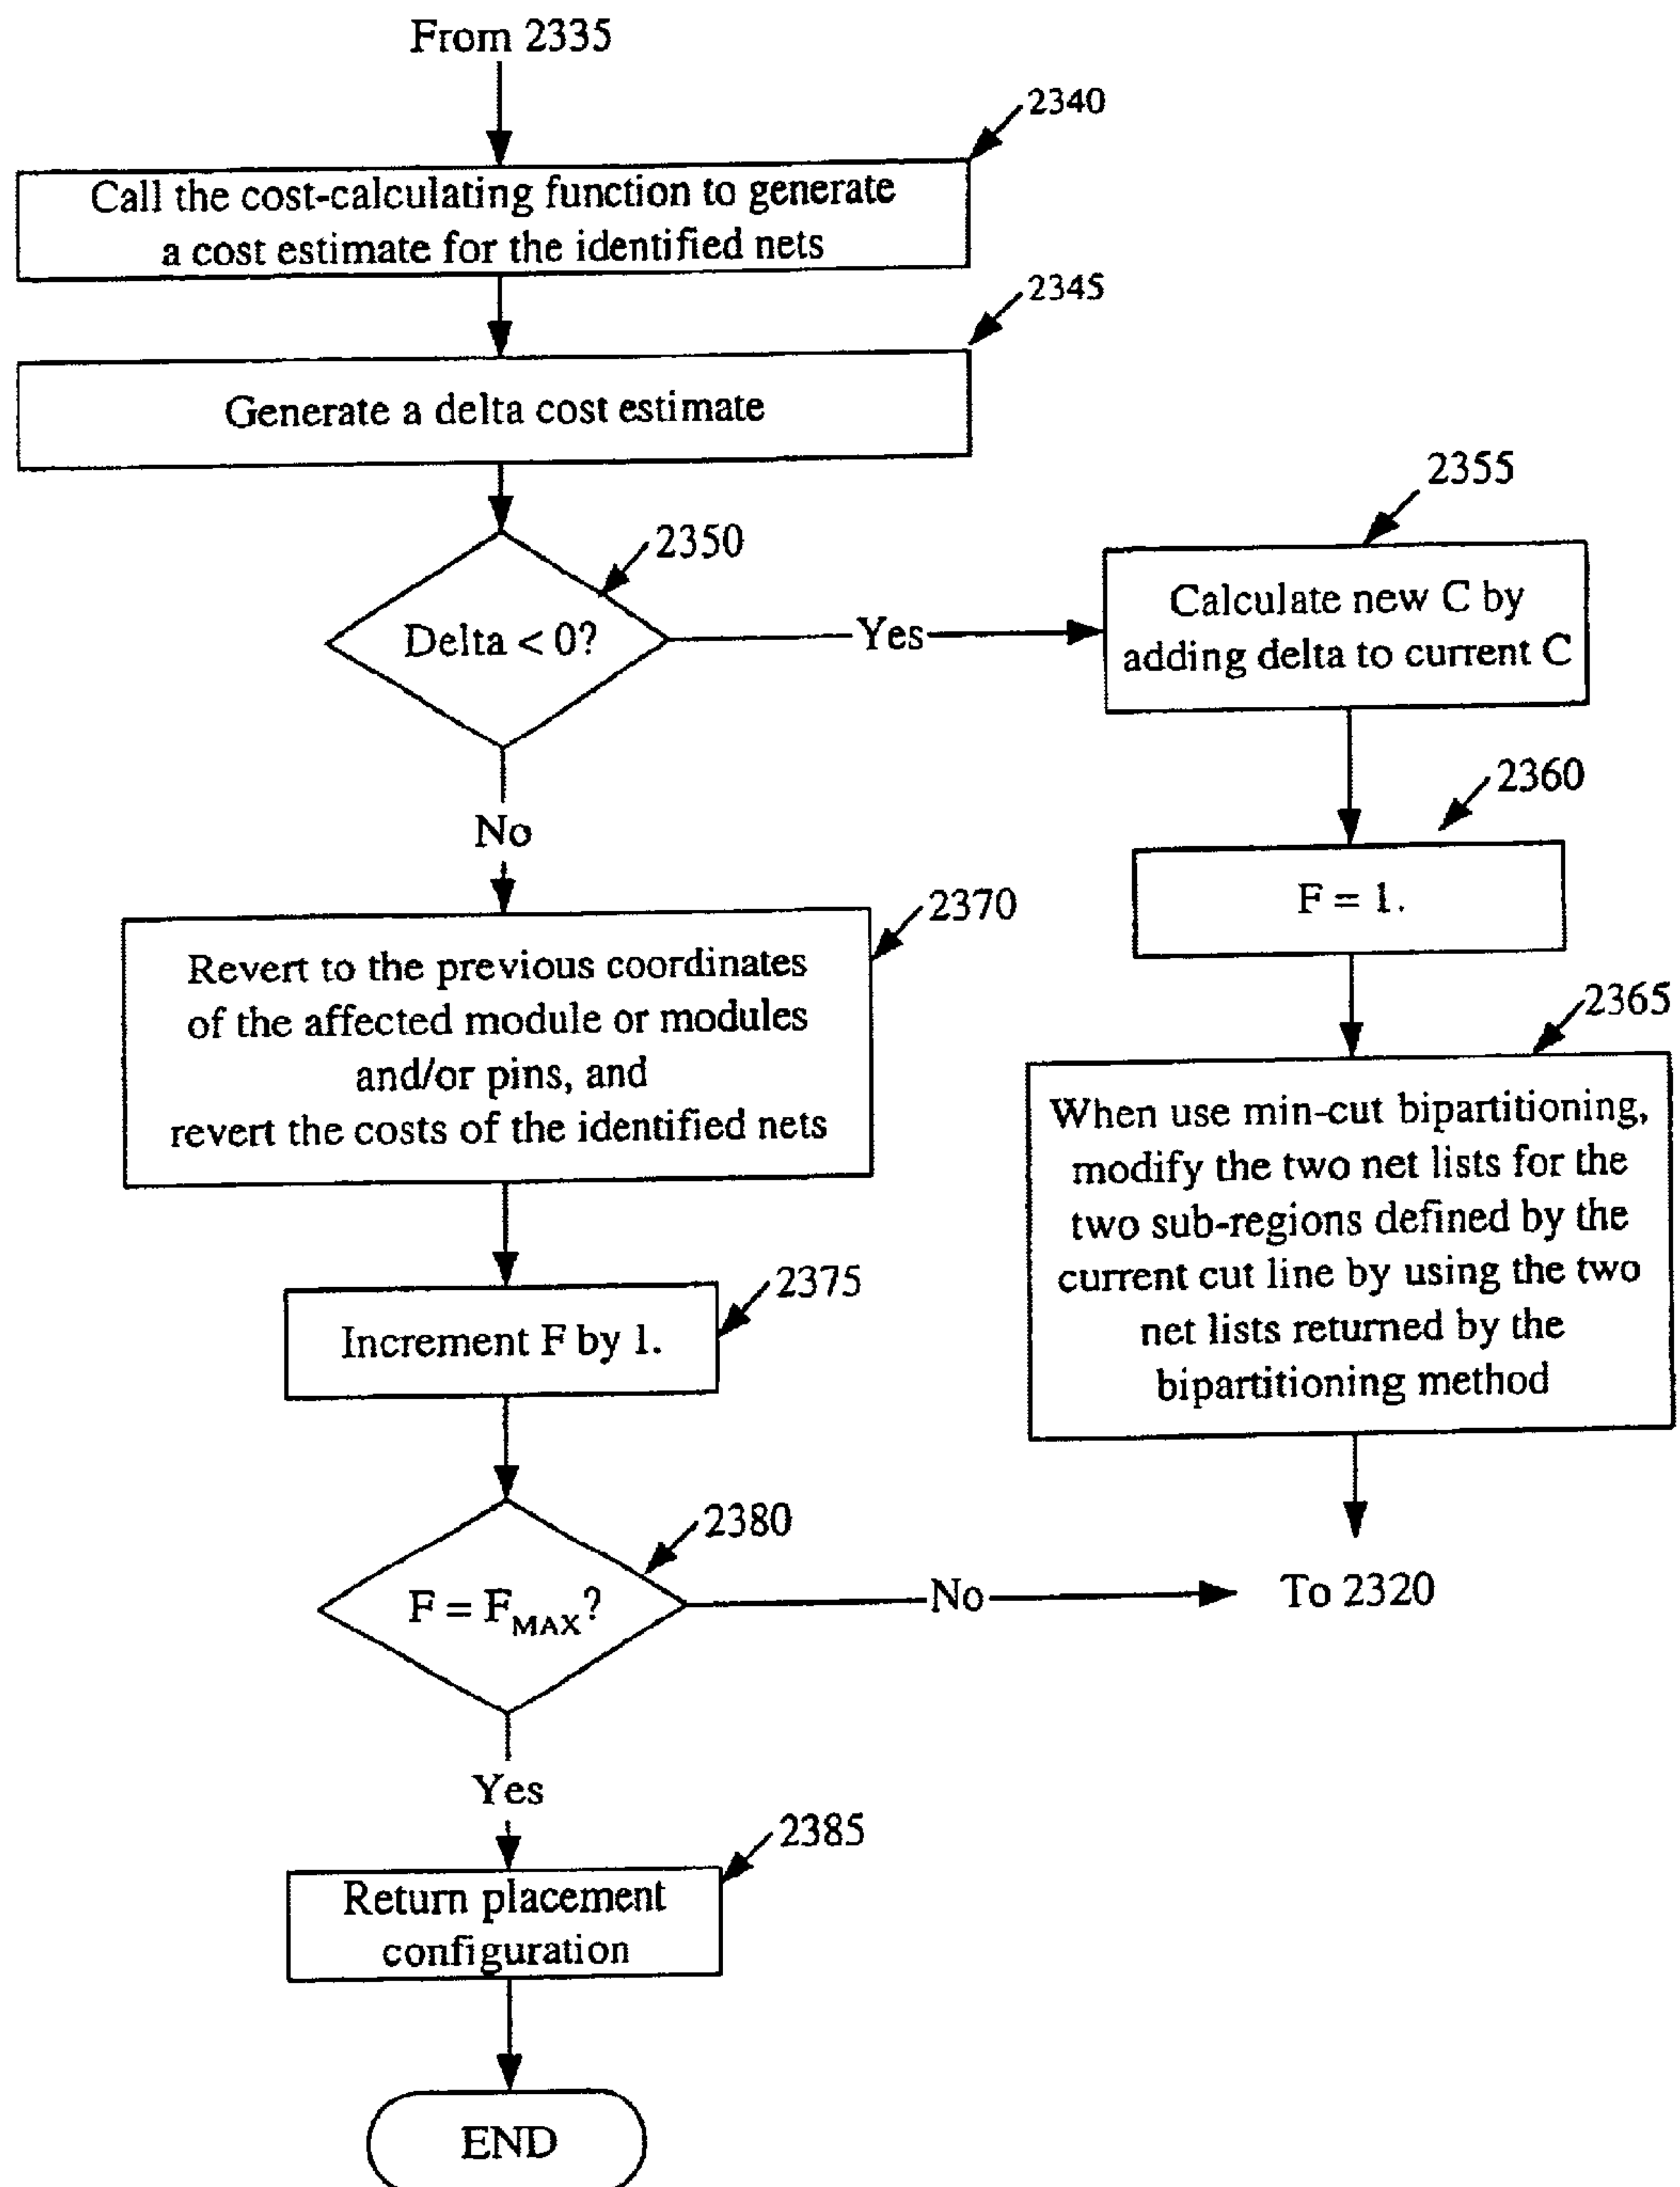 From 2335
2340
Call the cost-calculating function to generate
a cost estimate for the identified nets
2345
Generate a delta cost estimate
2350
Delta < 0?
Yes
2355
Calculate new C by
adding delta to current C
2360
F = 1.
2365
When use min-cut bipartitioning,
modify the two net lists for the
two sub-regions defined by the
current cut line by using the two
net lists returned by the
bipartitioning method
No
2370
Revert to the previous coordinates
of the affected module or modules
and/or pins, and
revert the costs of the identified nets
2375
Increment F by 1.
2380
F = FMAX?
No
To 2320
Yes
2385
Return placement
configuration
END